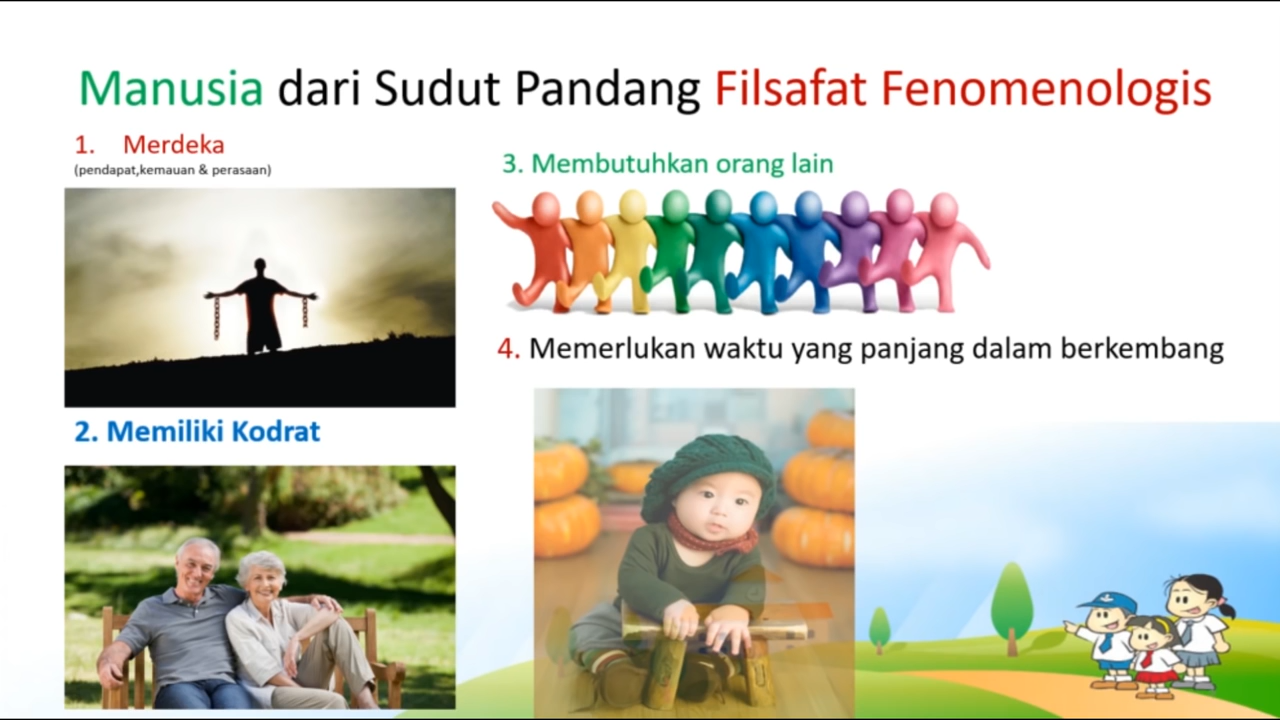 Manusia dari Sudut Pandang Filsafat Fenomenologis
1. Merdeka
(pendapat,kemauan & perasaan)
2. Memiliki Kodrat
3. Membutuhkan orang lain
4. Memerlukan waktu yang panjang dalam berkembang